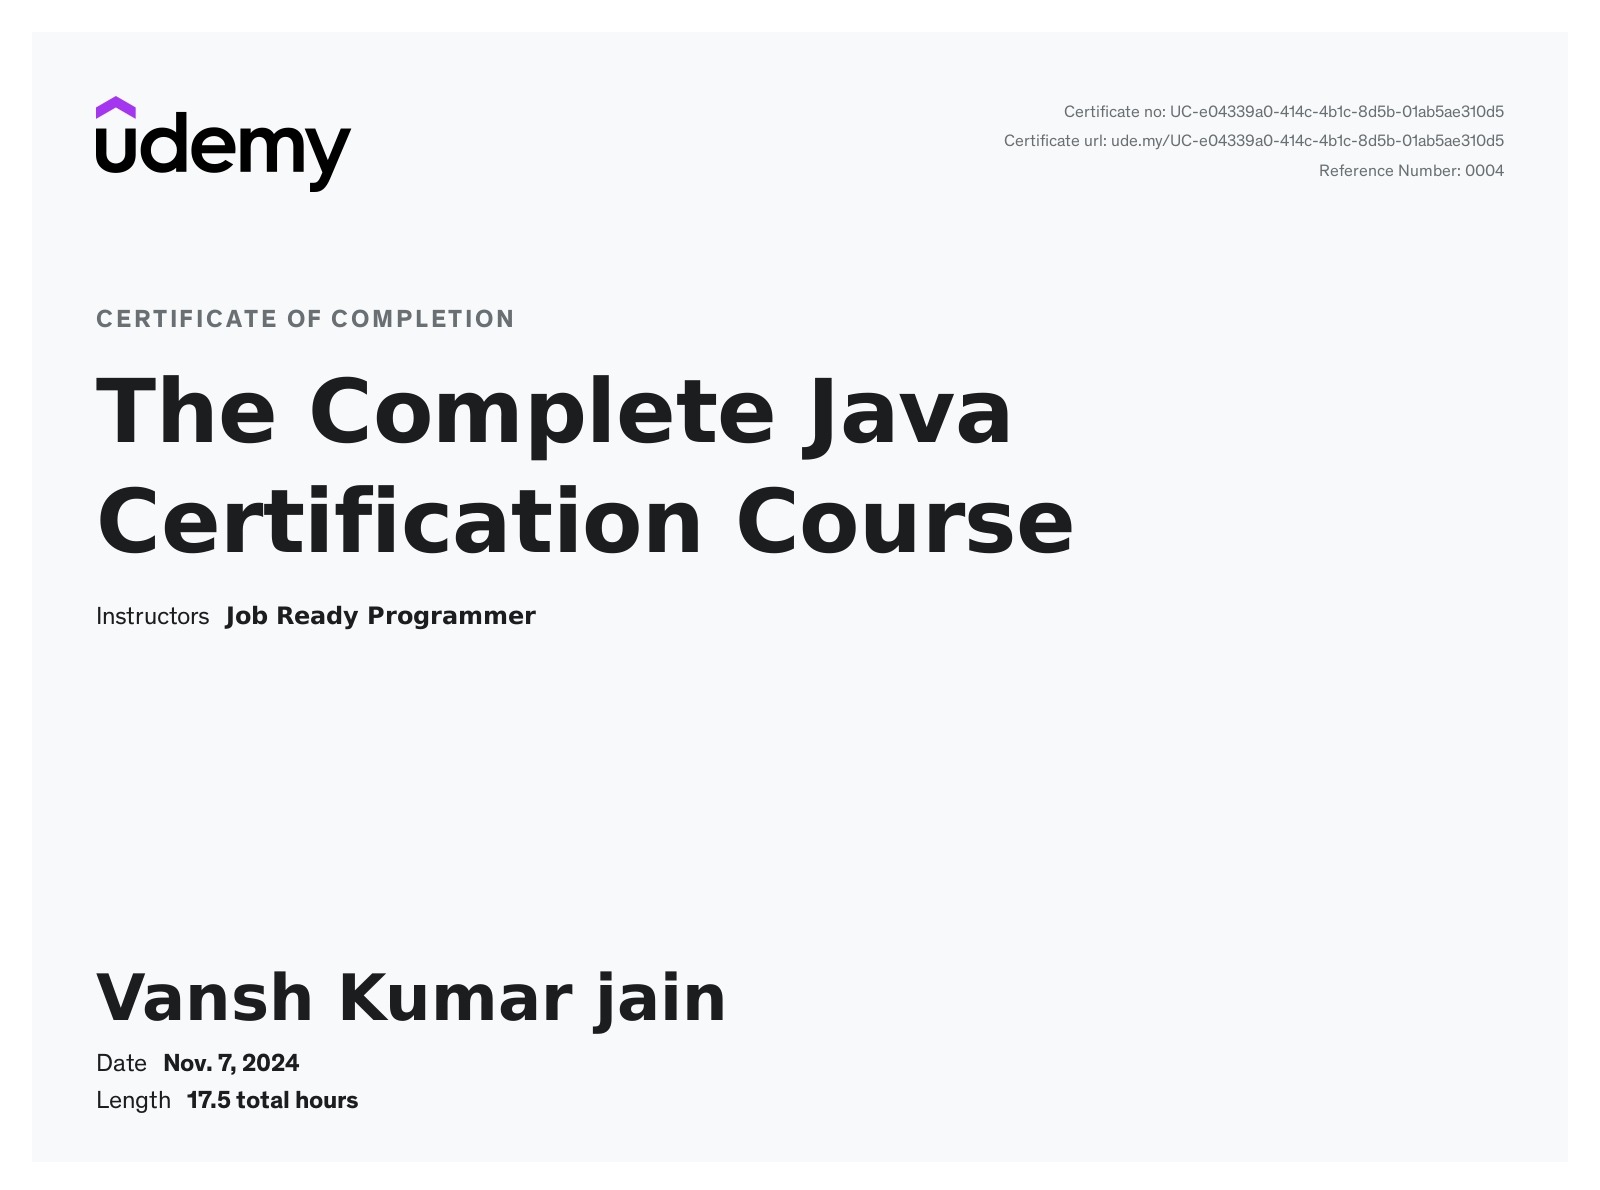 udemy
Certificate no: UC-e04339a0-414c-4b1c-8d5b-01ab5ae310d5
Certificate url: ude.my/UC-e04339a0-414c-4b1c-8d5b-01ab5ae310d5
Reference Number: 0004
CERTIFICATE OF COMPLETION
The Complete Java
Certification Course
Instructors Job Ready Programmer
Vansh Kumar jain
Date Nov. 7, 2024
Length 17.5 total hours